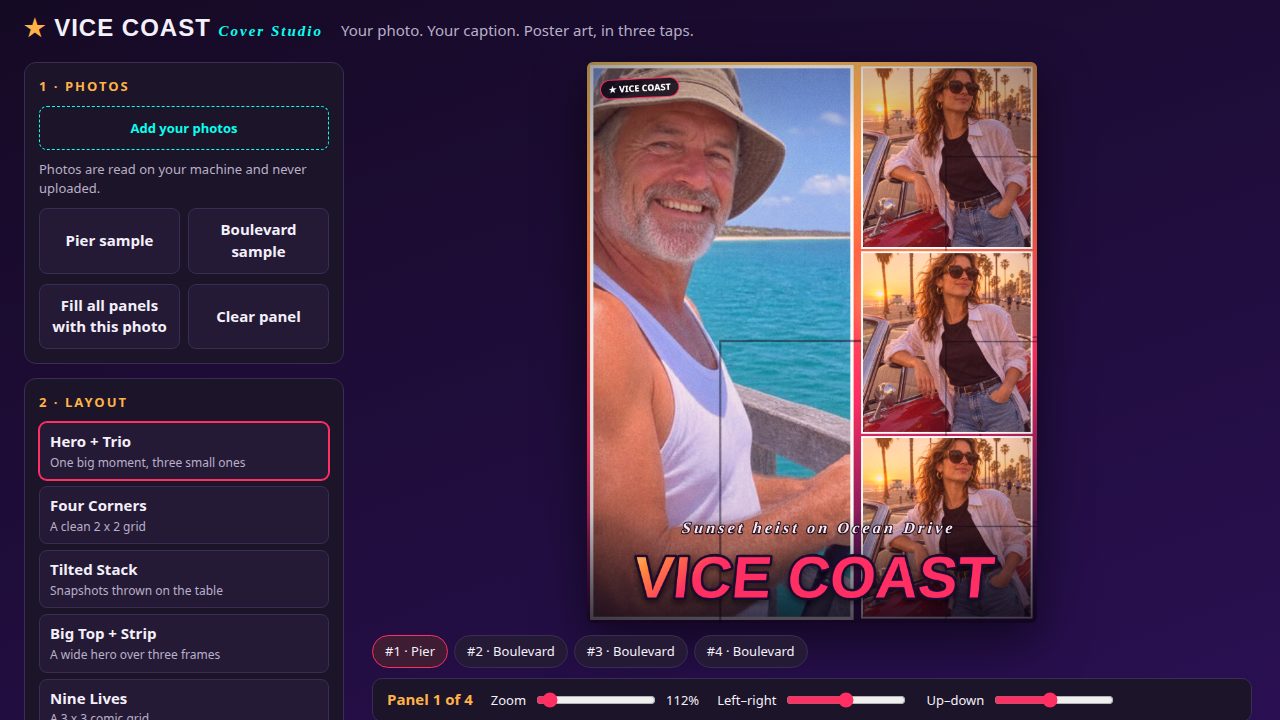 ★ VICE COAST Cover Studio Your photo. Your caption. Poster art, in three taps.
1 · PHOTOS
Add your photos
Photos are read on your machine and never
uploaded.
Pier sample
Boulevard
sample
Fill all panels
with this photo
Clear panel
2 · LAYOUT
Hero + Trio
One big moment, three small ones
Four Corners
A clean 2 x 2 grid
Tilted Stack
Snapshots thrown on the table
Big Top + Strip
A wide hero over three frames
Nine Lives
A 3 x 3 comic grid
★ VICE COAST
Sunset heist on Ocean Drive
VICE COAST
#1 · Pier #2 · Boulevard #3 · Boulevard #4 · Boulevard
Panel 1 of 4 Zoom 112% Left–right Up–down